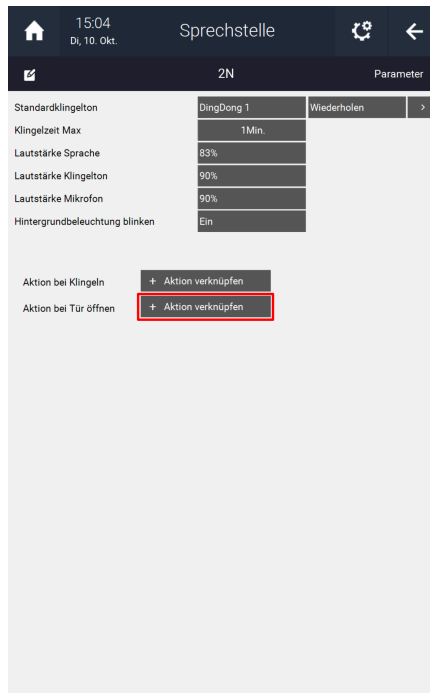 15:04
Di, 10. Okt.
Sprechstelle
2N
Parameter
Standardklingelton DingDong 1 Wiederholen >
Klingelzeit Max 1Min.
Lautstärke Sprache 83%
Lautstärke Klingelton 90%
Lautstärke Mikrofon 90%
Hintergrundbeleuchtung blinken Ein
Aktion bei Klingeln + Aktion verknüpfen
Aktion bei Tür öffnen + Aktion verknüpfen